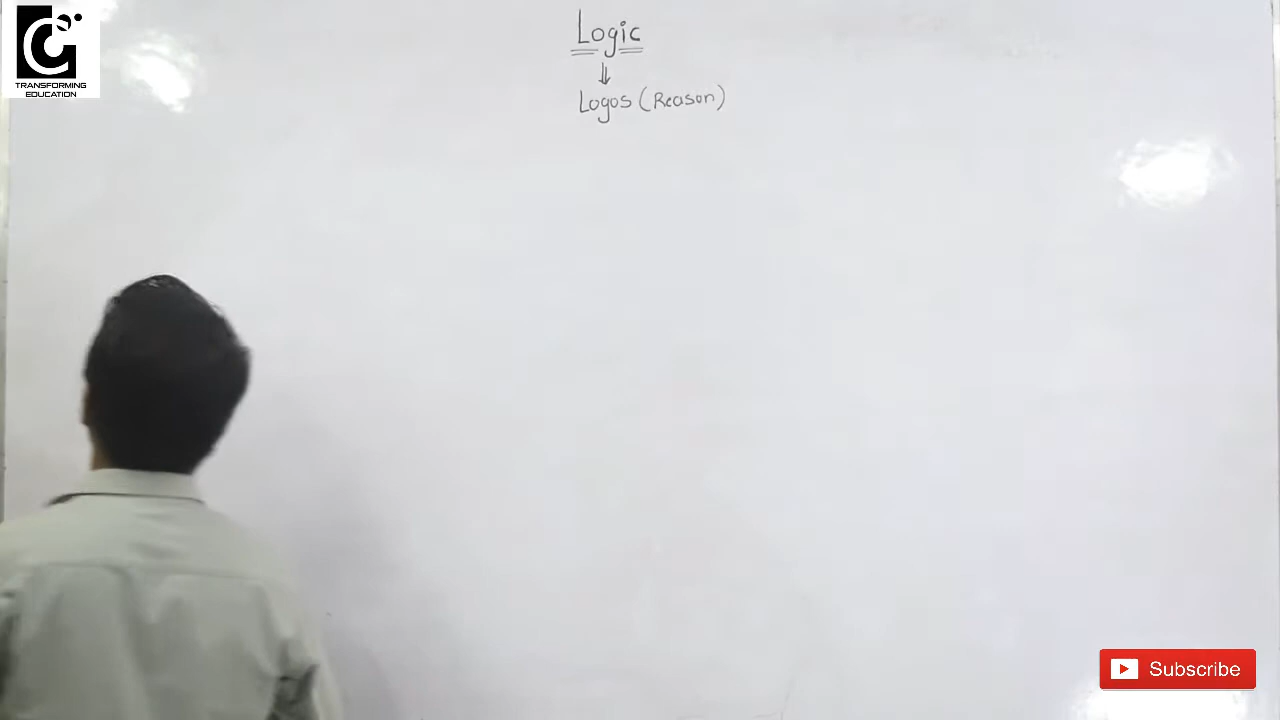 TRANSFORMING
EDUCATION
Logic
⇓
Logos (Reason)
Subscribe